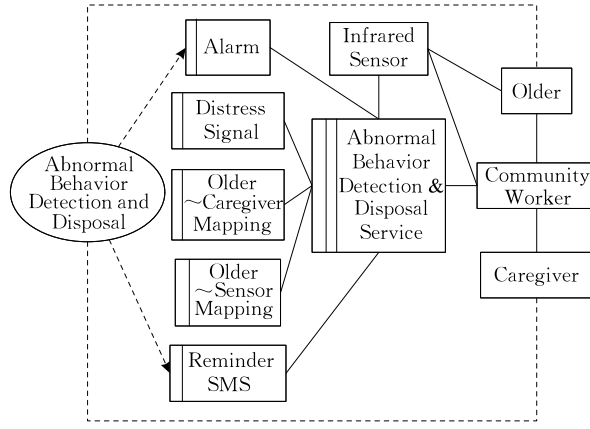 Alarm
Infrared
Sensor
Older
Distress
Signal
Abnormal
Behavior
Detection &
Disposal
Service
Abnormal
Behavior
Detection and
Disposal
Older
~Caregiver
Mapping
Community
Worker
Older
~Sensor
Mapping
Caregiver
Reminder
SMS